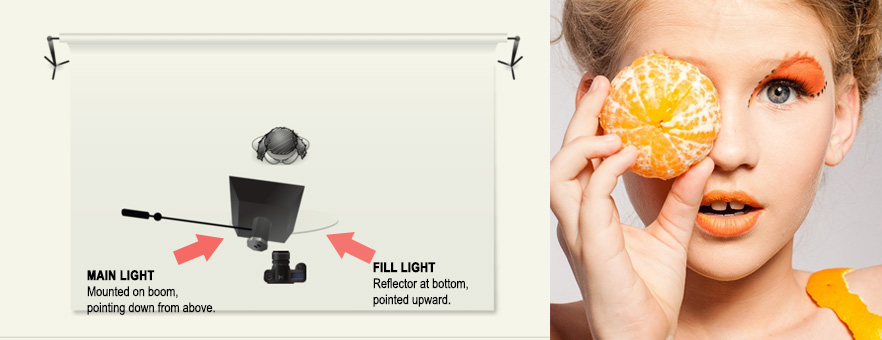 MAIN LIGHT
Mounted on boom,
pointing down from above.
FILL LIGHT
Reflector at bottom,
pointed upward.